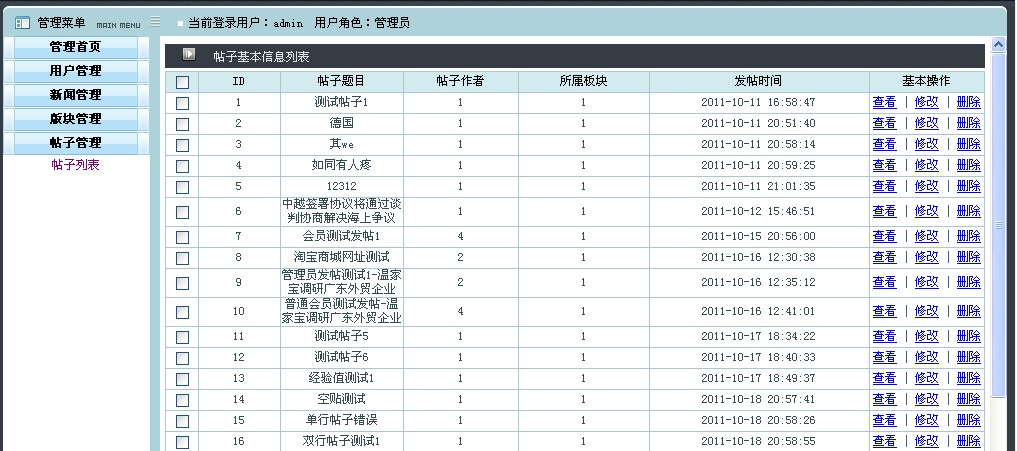 管理菜单 MAIN MENU 当前登录用户：admin 用户角色：管理员
管理首页
用户管理
新闻管理
版块管理
帖子管理
帖子列表
帖子基本信息列表
ID 帖子题目 帖子作者 所属板块 发帖时间 基本操作
1 测试帖子1 1 1 2011-10-11 16:58:47 查看 | 修改 | 删除
2 德国 1 1 2011-10-11 20:51:40 查看 | 修改 | 删除
3 其we 1 1 2011-10-11 20:58:14 查看 | 修改 | 删除
4 如同有人疼 1 1 2011-10-11 20:59:25 查看 | 修改 | 删除
5 12312 1 1 2011-10-11 21:01:35 查看 | 修改 | 删除
中越签署协议将通过谈
6 判协商解决海上争议 1 1 2011-10-12 15:46:51 查看 | 修改 | 删除
7 会员测试发帖1 4 1 2011-10-15 20:56:00 查看 | 修改 | 删除
8 淘宝商城网址测试 2 1 2011-10-16 12:30:38 查看 | 修改 | 删除
管理员发帖测试1-温家
9 宝调研广东外贸企业 2 1 2011-10-16 12:35:12 查看 | 修改 | 删除
普通会员测试发帖-温
10 家宝调研广东外贸企业 4 1 2011-10-16 12:41:01 查看 | 修改 | 删除
11 测试帖子5 1 1 2011-10-17 18:34:22 查看 | 修改 | 删除
12 测试帖子6 1 1 2011-10-17 18:40:33 查看 | 修改 | 删除
13 经验值测试1 1 1 2011-10-17 18:49:37 查看 | 修改 | 删除
14 空贴测试 1 1 2011-10-18 20:57:41 查看 | 修改 | 删除
15 单行帖子错误 1 1 2011-10-18 20:58:26 查看 | 修改 | 删除
16 双行帖子测试1 1 1 2011-10-18 20:58:55 查看 | 修改 | 删除